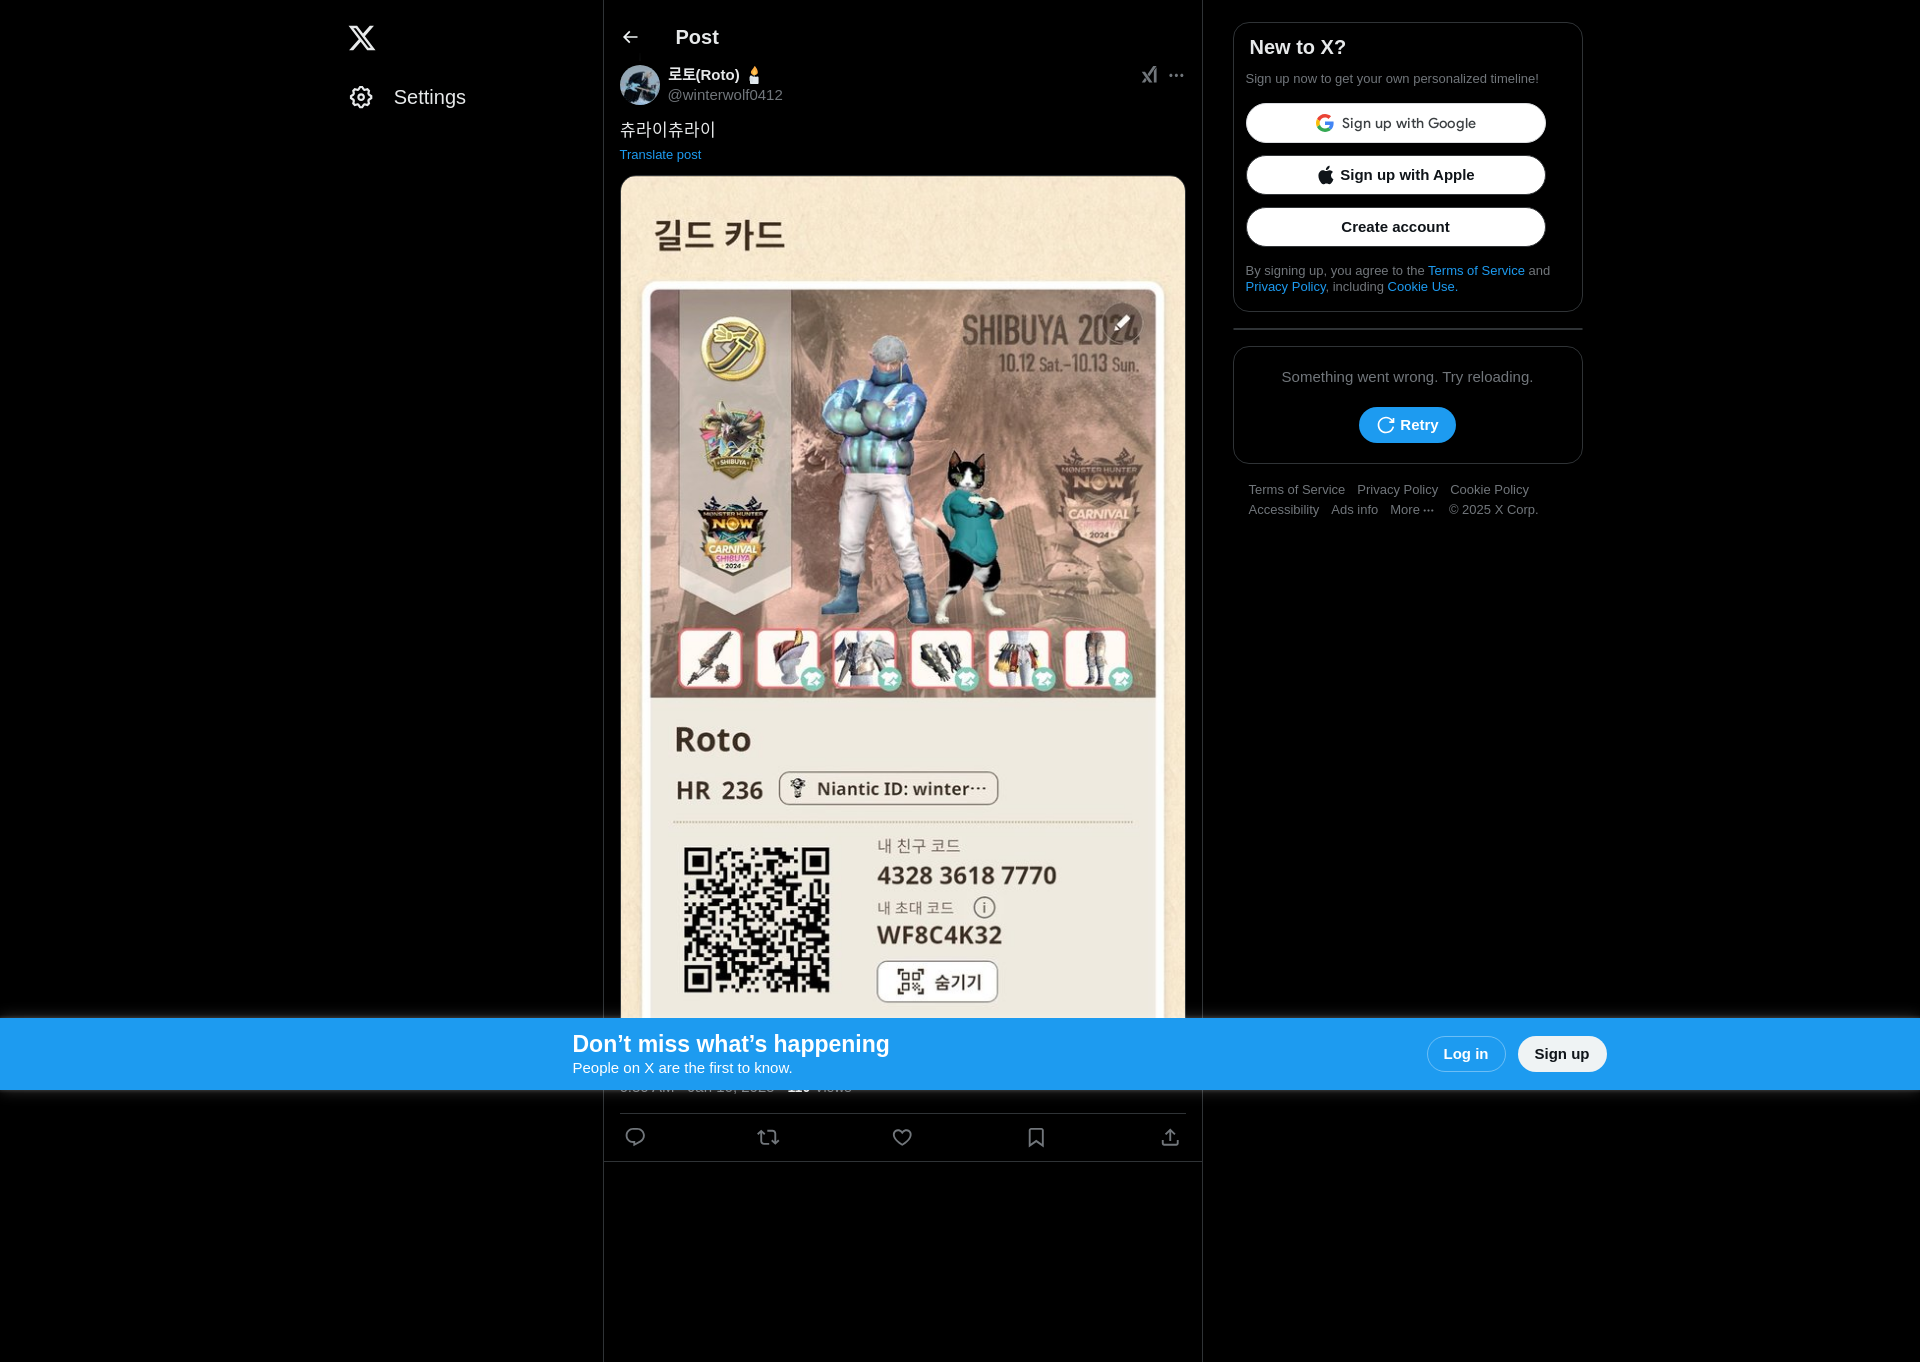 Post
Settings
로토(Roto)
@winterwolf0412
츄라이츄라이
Translate post
길드 카드
SHIBUYA 2024
10.12 Sat.-10.13 Sun.
SHIBUYA
MONSTER HUNTER
NOW
CARNIVAL
SHIBUYA
2024
MONSTER HUNTER
NOW
CARNIVAL
SHIBUYA
2024
Roto
HR 236
Niantic ID: winter…
내 친구 코드
4328 3618 7770
내 초대 코드
WF8C4K32
숨기기
New to X?
Sign up now to get your own personalized timeline!
Sign up with Google
Sign up with Apple
Create account
By signing up, you agree to the Terms of Service and
Privacy Policy, including Cookie Use.
Something went wrong. Try reloading.
Retry
Terms of Service Privacy Policy Cookie Policy
Accessibility Ads info More ··· © 2025 X Corp.
Don’t miss what’s happening
People on X are the first to know.
Log in
Sign up